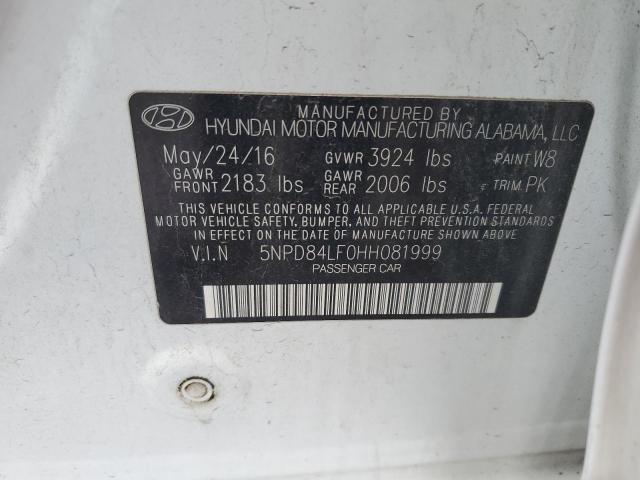 MANUFACTURED BY
HYUNDAI MOTOR MANUFACTURING ALABAMA, LLC
May/24/16 GVWR 3924 lbs PAINT W8
GAWR FRONT 2183 lbs GAWR REAR 2006 lbs TRIM PK
THIS VEHICLE CONFORMS TO ALL APPLICABLE U.S.A. FEDERAL
MOTOR VEHICLE SAFETY, BUMPER, AND THEFT PREVENTION STANDARDS
IN EFFECT ON THE DATE OF MANUFACTURE SHOWN ABOVE
V.I.N 5NPD84LF0HH081999
PASSENGER CAR